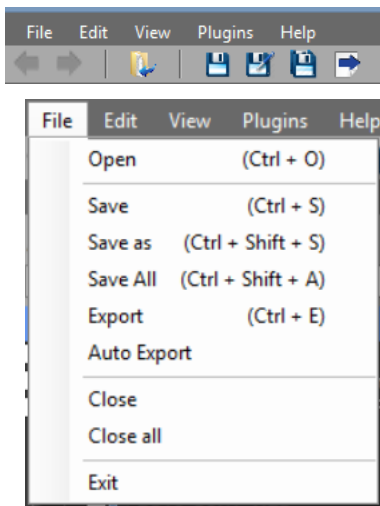 File Edit View Plugins Help
File Edit View Plugins Help
Open (Ctrl + O)
Save (Ctrl + S)
Save as (Ctrl + Shift + S)
Save All (Ctrl + Shift + A)
Export (Ctrl + E)
Auto Export
Close
Close all
Exit